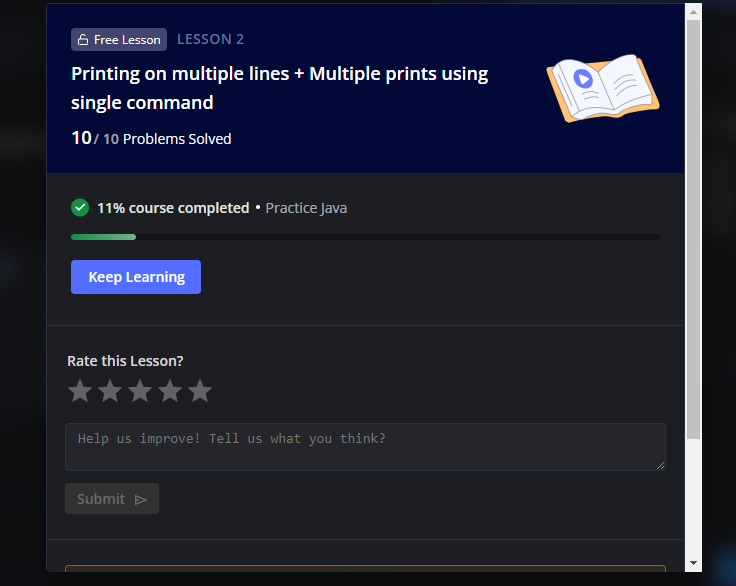 Free Lesson LESSON 2
Printing on multiple lines + Multiple prints using
single command
10 / 10 Problems Solved
11% course completed • Practice Java
Keep Learning
Rate this Lesson?
Help us improve! Tell us what you think?
Submit